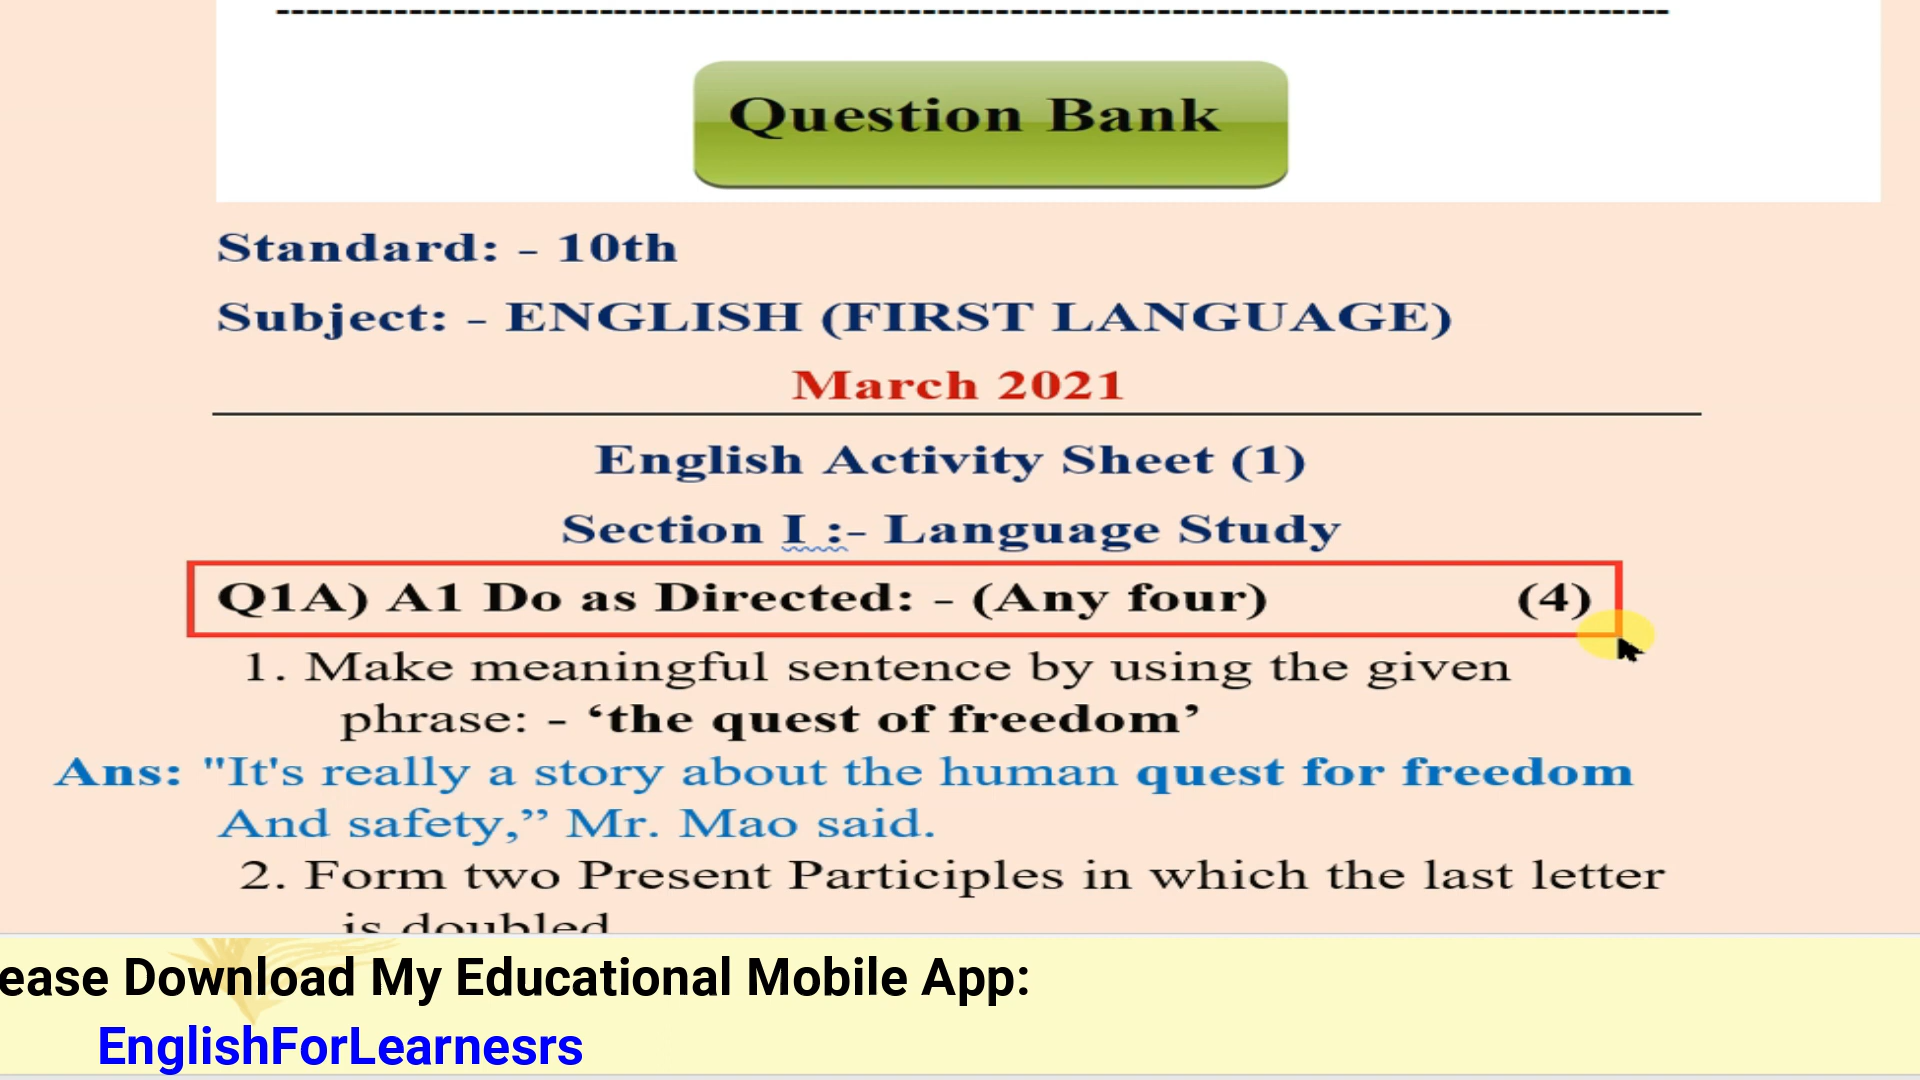 Question Bank
Standard: - 10th
Subject: - ENGLISH (FIRST LANGUAGE)
March 2021
English Activity Sheet (1)
Section I :- Language Study
Q1A) A1 Do as Directed: - (Any four) (4)
1. Make meaningful sentence by using the given
phrase: - ‘the quest of freedom’
Ans: "It's really a story about the human quest for freedom
And safety,” Mr. Mao said.
2. Form two Present Participles in which the last letter
is doubled
ease Download My Educational Mobile App:
EnglishForLearnesrs